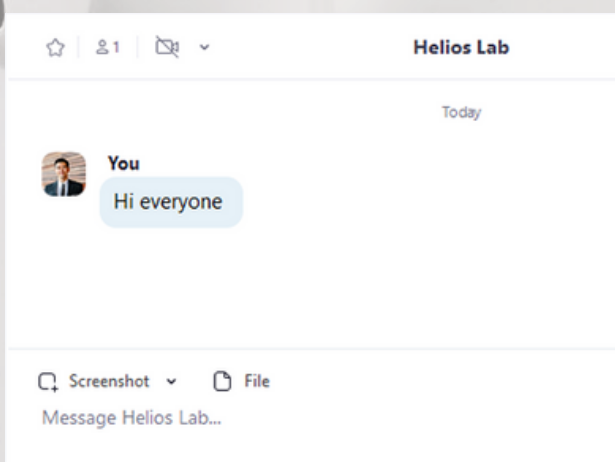 1
Helios Lab
Today
You
Hi everyone
Screenshot
File
Message Helios Lab...